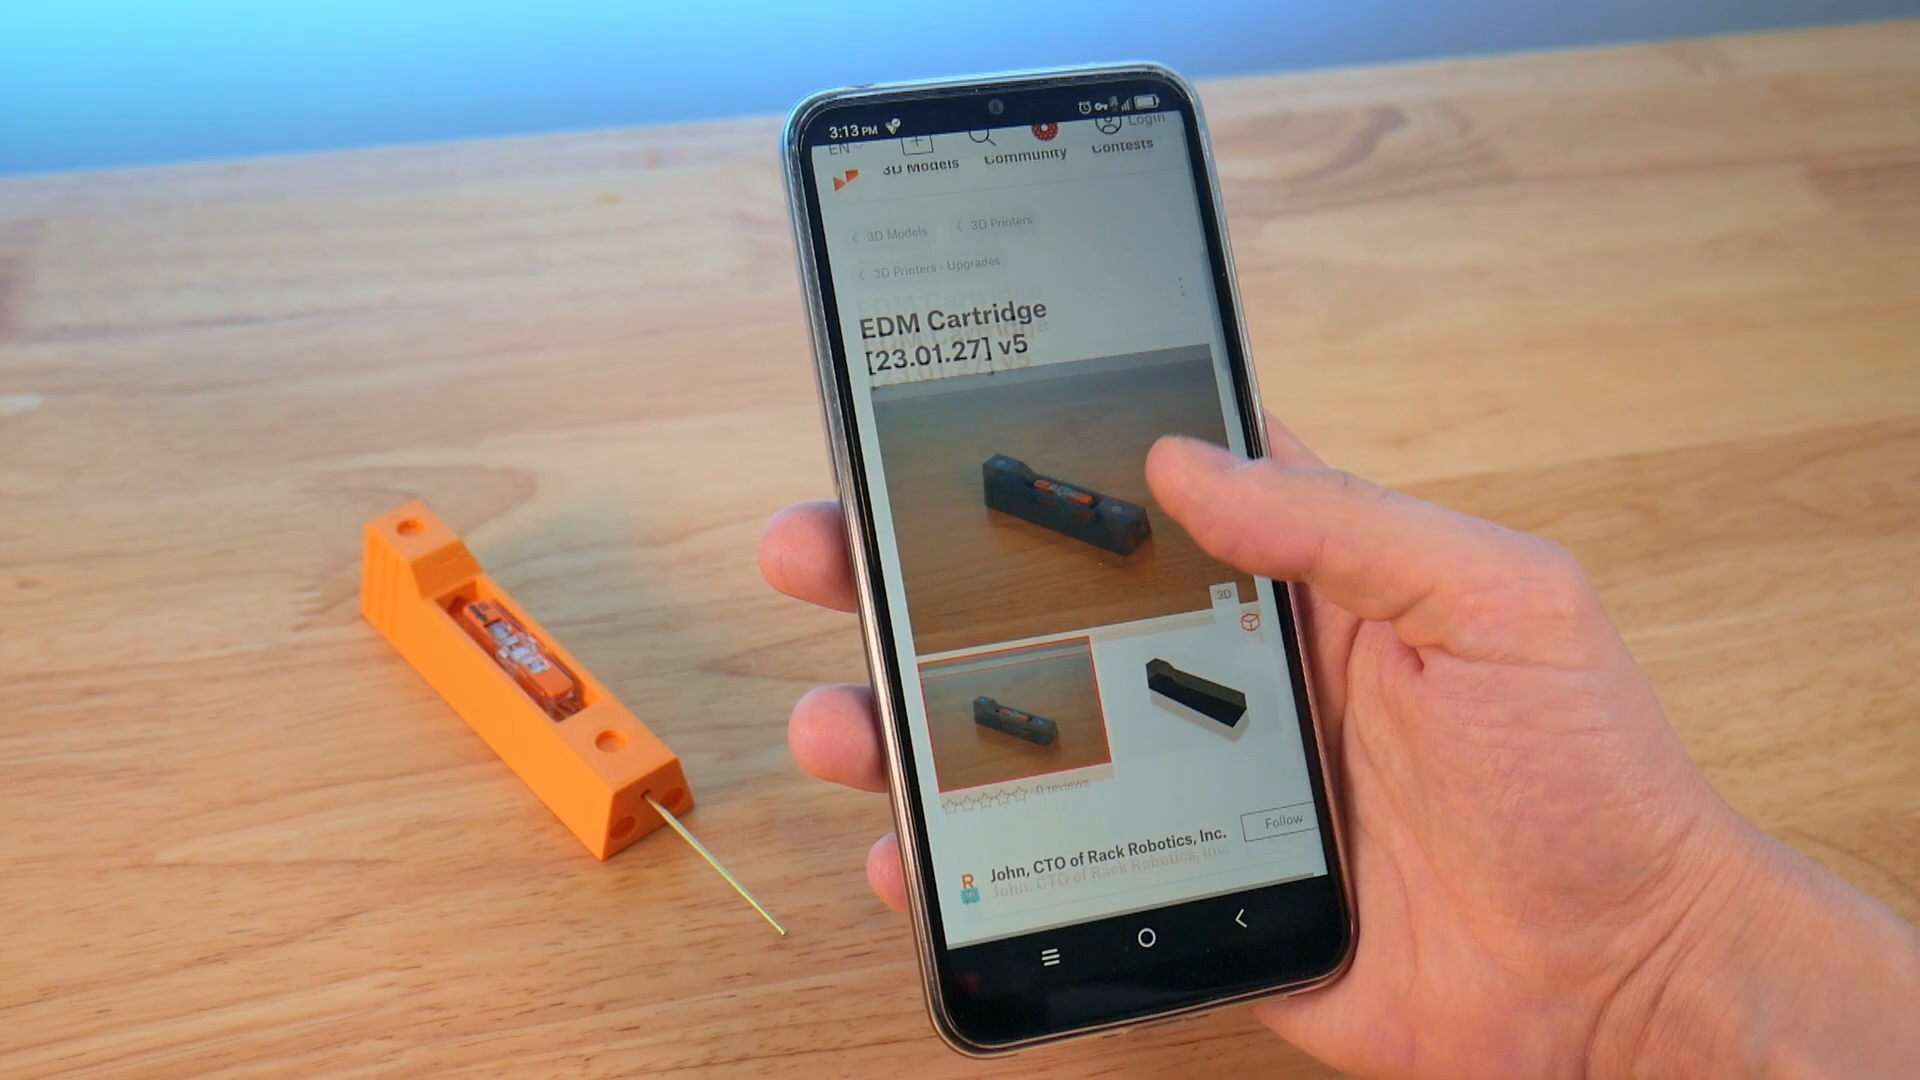 3:13 PM
EN
Login
3D Models
Community
Contests
3D Models
3D Printers
3D Printers - Upgrades
EDM Cartridge
[23.01.27] v5
3D
0 reviews
John, CTO of Rack Robotics, Inc.
Follow